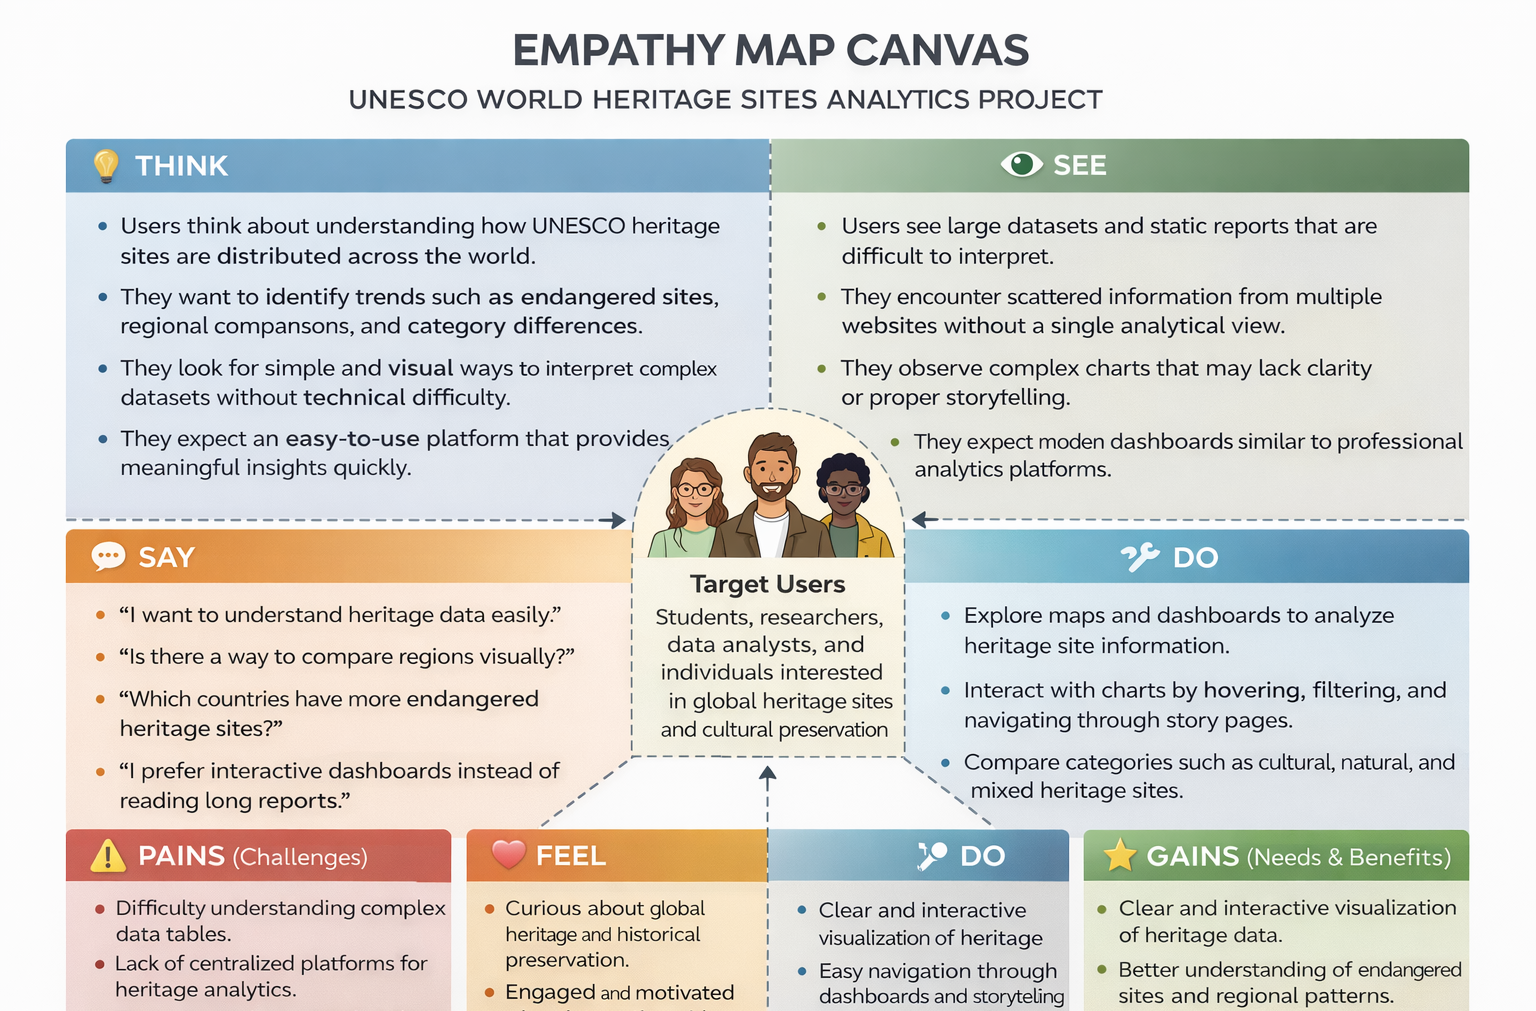 EMPATHY MAP CANVAS
UNESCO WORLD HERITAGE SITES ANALYTICS PROJECT
THINK
• Users think about understanding how UNESCO heritage
sites are distributed across the world.
• They want to identify trends such as endangered sites,
regional compansons, and category differences.
• They look for simple and visual ways to interpret complex
datasets without technical difficulty.
• They expect an easy-to-use platform that provides
meaningful insights quickly.
SEE
• Users see large datasets and static reports that are
difficult to interpret.
• They encounter scattered information from multiple
websites without a single analytical view.
• They observe complex charts that may lack clarity
or proper storyfelling.
• They expect moden dashboards similar to professional
analytics platforms.
SAY
• “I want to understand heritage data easily.”
• “Is there a way to compare regions visually?”
• “Which countries have more endangered
heritage sites?”
• “I prefer interactive dashboards instead of
reading long reports.”
Target Users
Students, researchers,
data analysts, and
individuals interested
in global heritage sites
and cultural preservation
DO
• Explore maps and dashboards to analyze
heritage site information.
• Interact with charts by hovering, filtering, and
navigating through story pages.
• Compare categories such as cultural, natural, and
mixed heritage sites.
PAINS (Challenges)
• Difficulty understanding complex
data tables.
• Lack of centralized platforms for
heritage analytics.
FEEL
• Curious about global
heritage and historical
preservation.
• Engaged and motivated
DO
• Clear and interactive
visualization of heritage
• Easy navigation through
dashboards and storyteling
GAINS (Needs & Benefits)
• Clear and interactive visualization
of heritage data.
• Better understanding of endangered
sites and regional patterns.